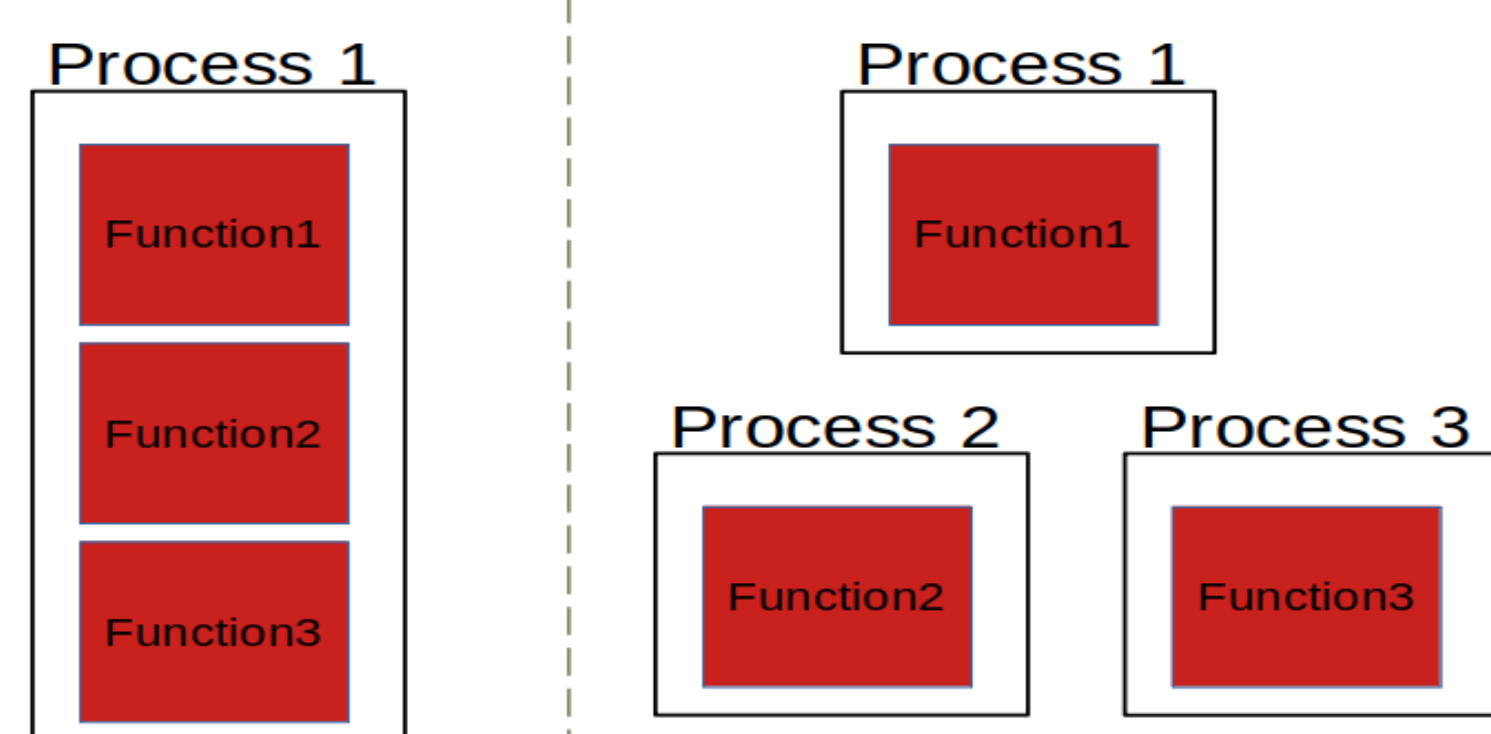 Process 1
Function1
Function2
Function3
Process 1
Function1
Process 2
Function2
Process 3
Function3